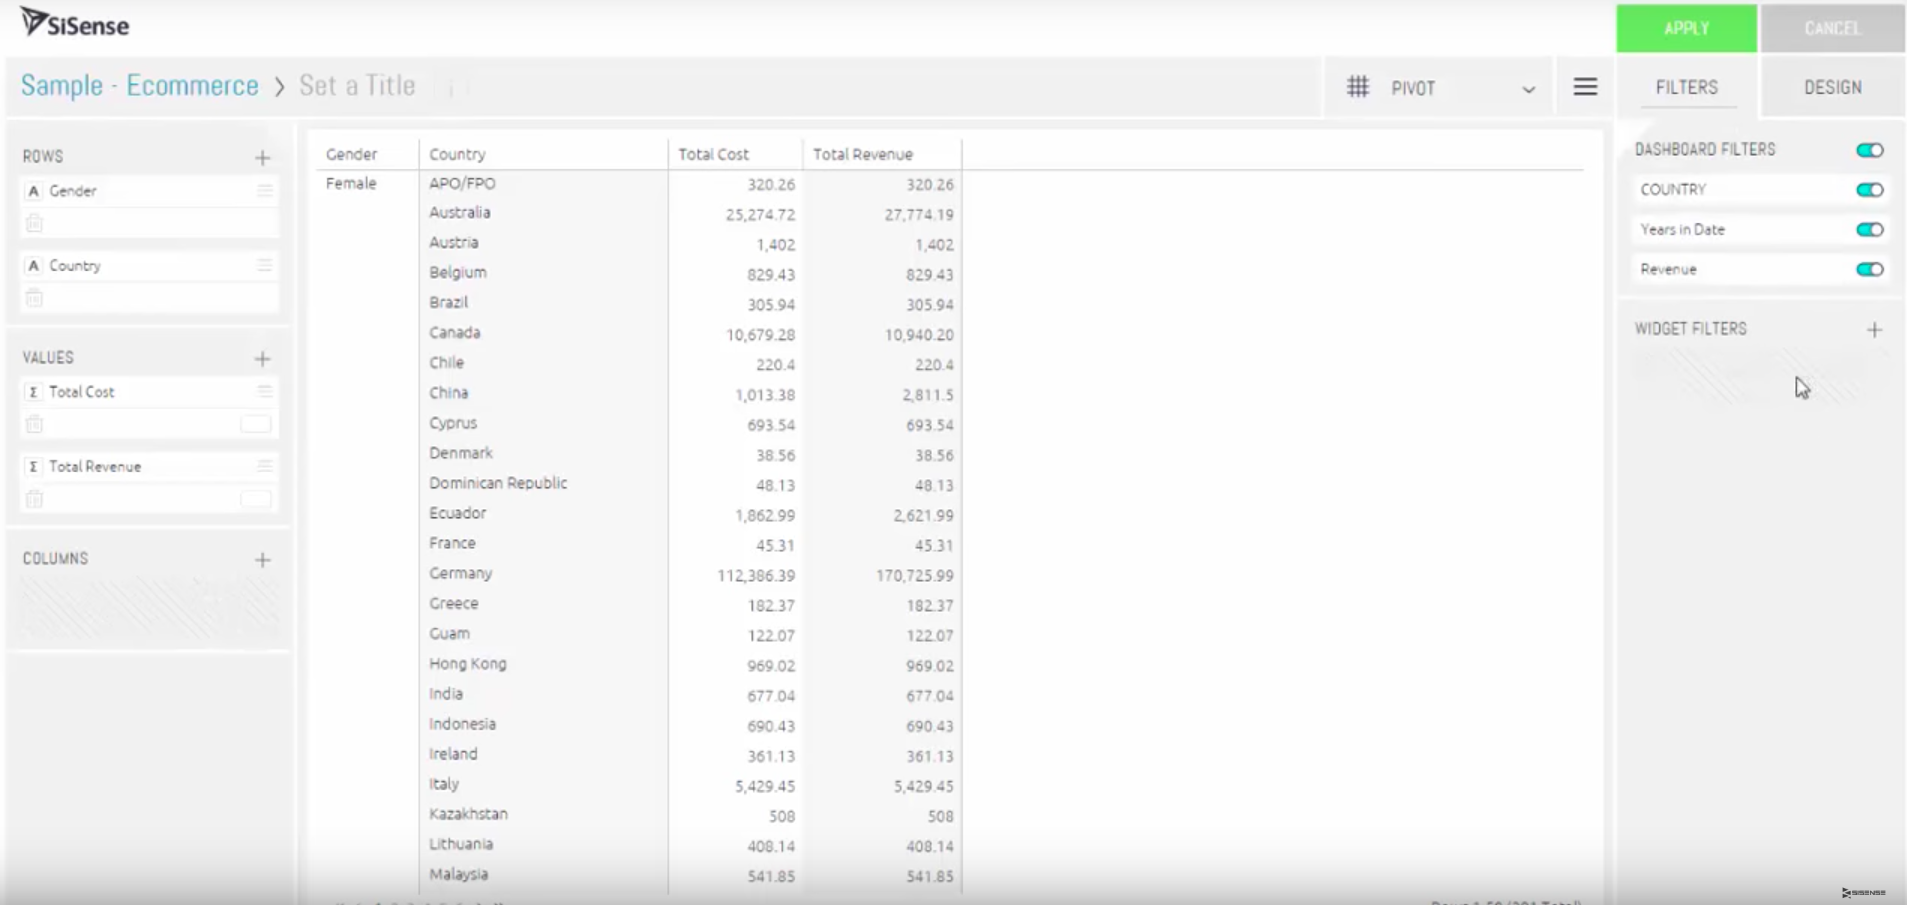 SiSense
APPLY
CANCEL
Sample - Ecommerce > Set a Title
PIVOT
FILTERS
DESIGN
ROWS
A Gender
A Country
VALUES
Σ Total Cost
Σ Total Revenue
COLUMNS
Gender Country Total Cost Total Revenue
Female APO/FPO 320.26 320.26
Australia 25,274.72 27,774.19
Austria 1,402 1,402
Belgium 829.43 829.43
Brazil 305.94 305.94
Canada 10,679.28 10,940.20
Chile 220.4 220.4
China 1,013.38 2,811.5
Cyprus 693.54 693.54
Denmark 38.56 38.56
Dominican Republic 48.13 48.13
Ecuador 1,862.99 2,621.99
France 45.31 45.31
Germany 112,386.39 170,725.99
Greece 182.37 182.37
Guam 122.07 122.07
Hong Kong 969.02 969.02
India 677.04 677.04
Indonesia 690.43 690.43
Ireland 361.13 361.13
Italy 5,429.45 5,429.45
Kazakhstan 508 508
Lithuania 408.14 408.14
Malaysia 541.85 541.85
DASHBOARD FILTERS
COUNTRY
Years in Date
Revenue
WIDGET FILTERS
SISENSE